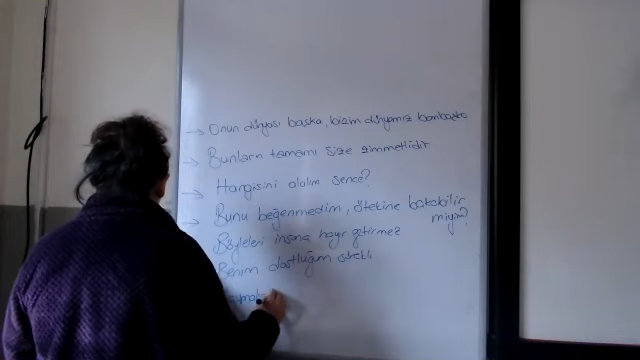 → Onun dünyası başka, bizim dünyamız bambaşka
→ Bunların tamamı size zimmetlidir
→ Hangisini alalım sence?
→ Bunu beğenmedim, ötekine bakabilir miyim?
Böyleleri insana hayır getirmez
Benim dostluğum sürekli